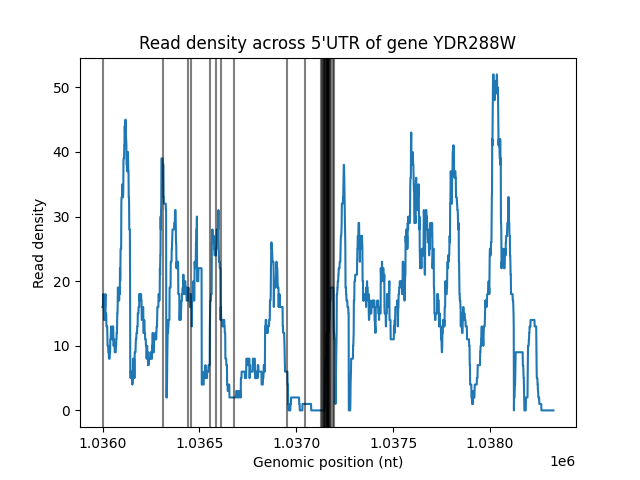 Read density across 5'UTR of gene YDR288W
Read density
50
40
30
20
10
0
1.0360 1.0365 1.0370 1.0375 1.0380
1e6
Genomic position (nt)